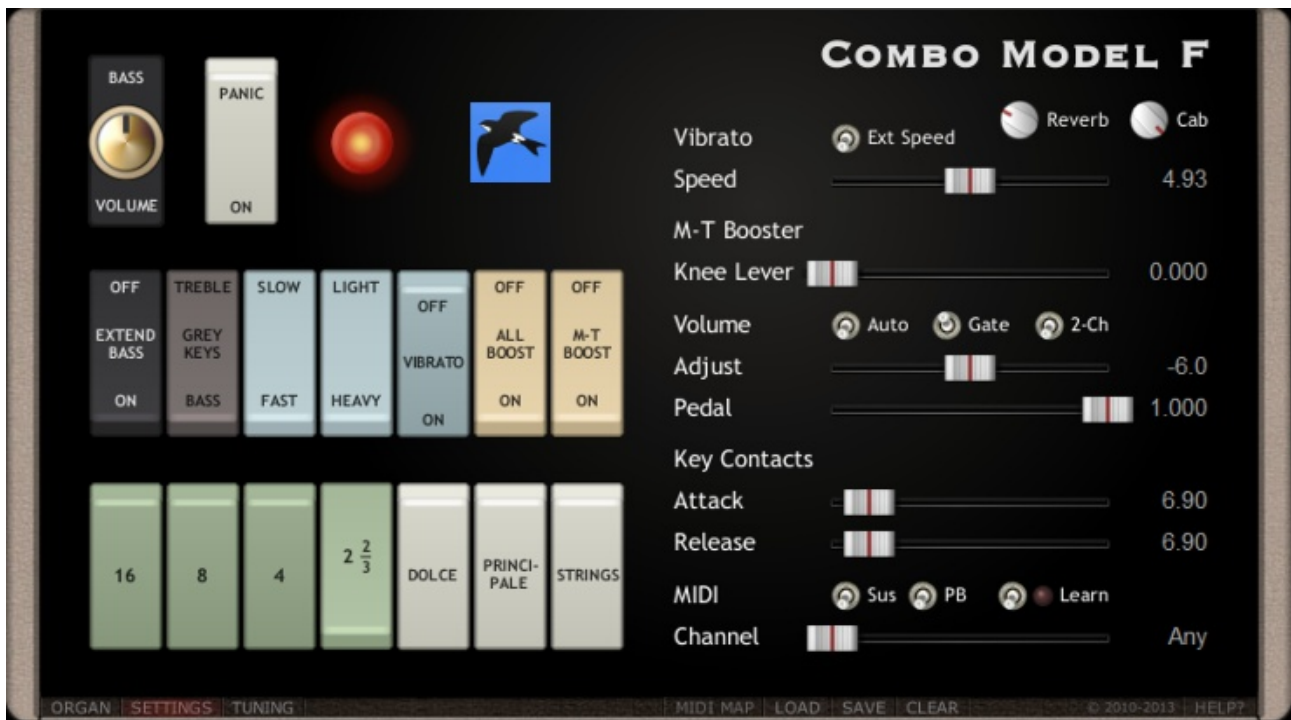 COMBO MODEL F
BASS
VOLUME
PANIC
ON
Reverb
Cab
Vibrato
Ext Speed
Speed
4.93
M-T Booster
Knee Lever
0.000
OFF
EXTEND
BASS
ON
TREBLE
GREY
KEYS
BASS
SLOW
FAST
LIGHT
HEAVY
OFF
VIBRATO
ON
OFF
ALL
BOOST
ON
OFF
M-T
BOOST
ON
Volume
Auto
Gate
2-Ch
Adjust
-6.0
Pedal
1.000
Key Contacts
Attack
6.90
Release
6.90
16
8
4
2 2/3
DOLCE
PRINCI-
PALE
STRINGS
MIDI
Sus
PB
Learn
Channel
Any
ORGAN
SETTINGS
TUNING
MIDI MAP
LOAD
SAVE
CLEAR
© 2010-2013
HELP?